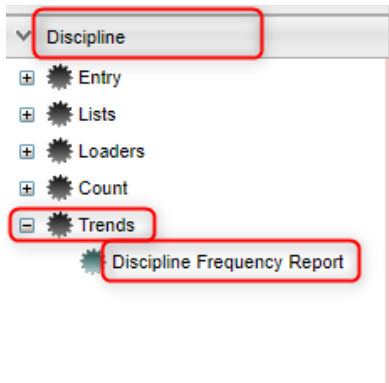 Discipline
Entry
Lists
Loaders
Count
Trends
Discipline Frequency Report